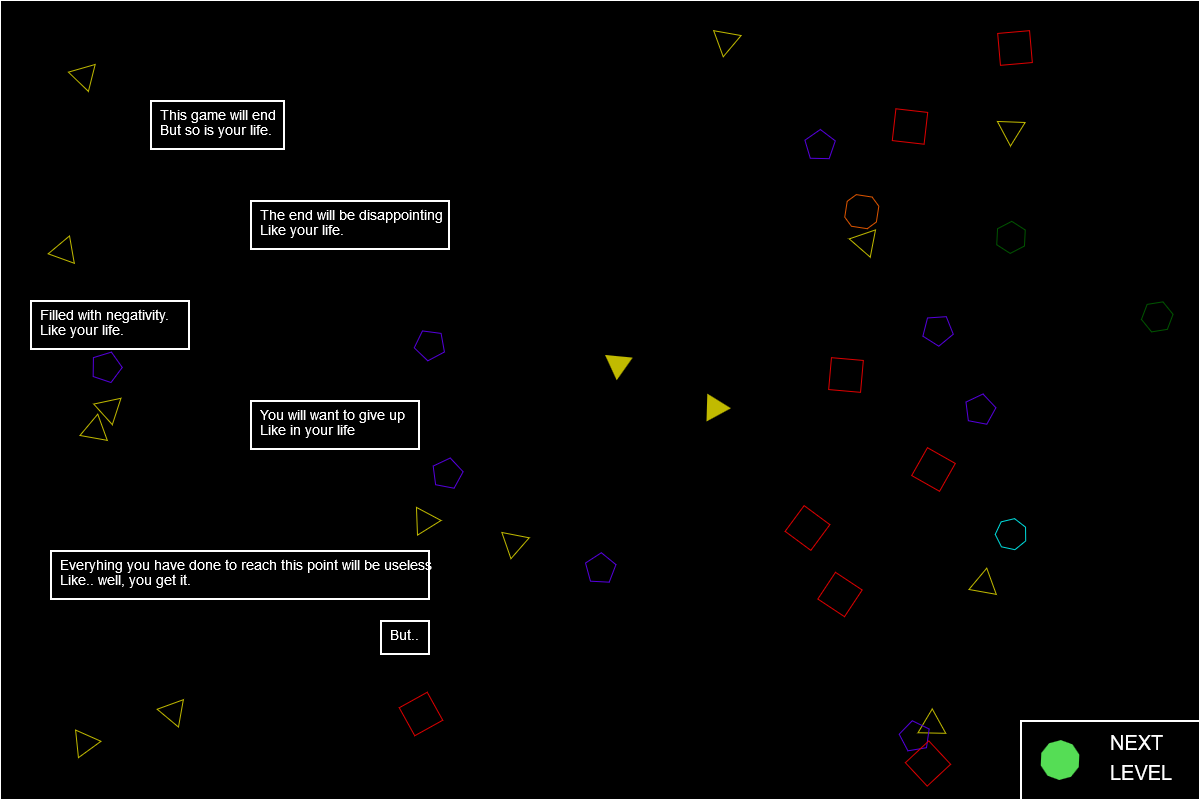 This game will end
But so is your life.
The end will be disappointing
Like your life.
Filled with negativity.
Like your life.
You will want to give up
Like in your life
Everyhing you have done to reach this point will be useless
Like.. well, you get it.
But..
NEXT
LEVEL